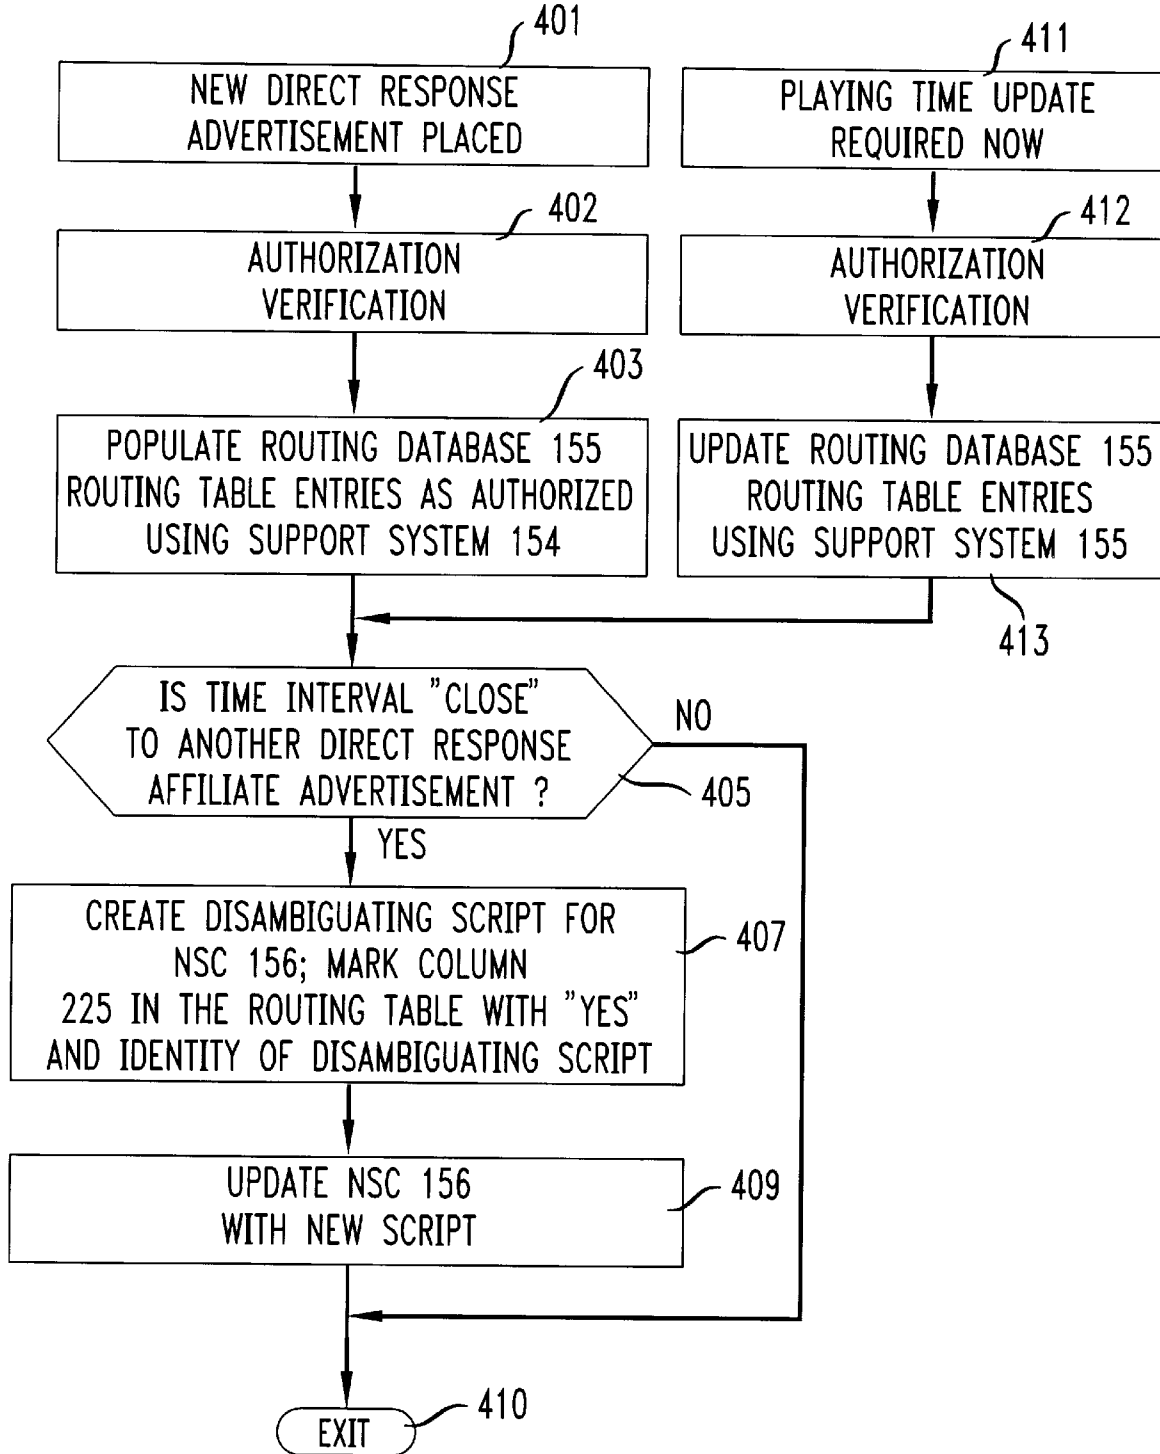 401
NEW DIRECT RESPONSE
ADVERTISEMENT PLACED
411
PLAYING TIME UPDATE
REQUIRED NOW
402
AUTHORIZATION
VERIFICATION
412
AUTHORIZATION
VERIFICATION
403
POPULATE ROUTING DATABASE 155
ROUTING TABLE ENTRIES AS AUTHORIZED
USING SUPPORT SYSTEM 154
UPDATE ROUTING DATABASE 155
ROUTING TABLE ENTRIES
USING SUPPORT SYSTEM 155
413
IS TIME INTERVAL "CLOSE"
TO ANOTHER DIRECT RESPONSE
AFFILIATE ADVERTISEMENT ?
NO
405
YES
CREATE DISAMBIGUATING SCRIPT FOR
NSC 156; MARK COLUMN
225 IN THE ROUTING TABLE WITH "YES"
AND IDENTITY OF DISAMBIGUATING SCRIPT
407
UPDATE NSC 156
WITH NEW SCRIPT
409
EXIT
410